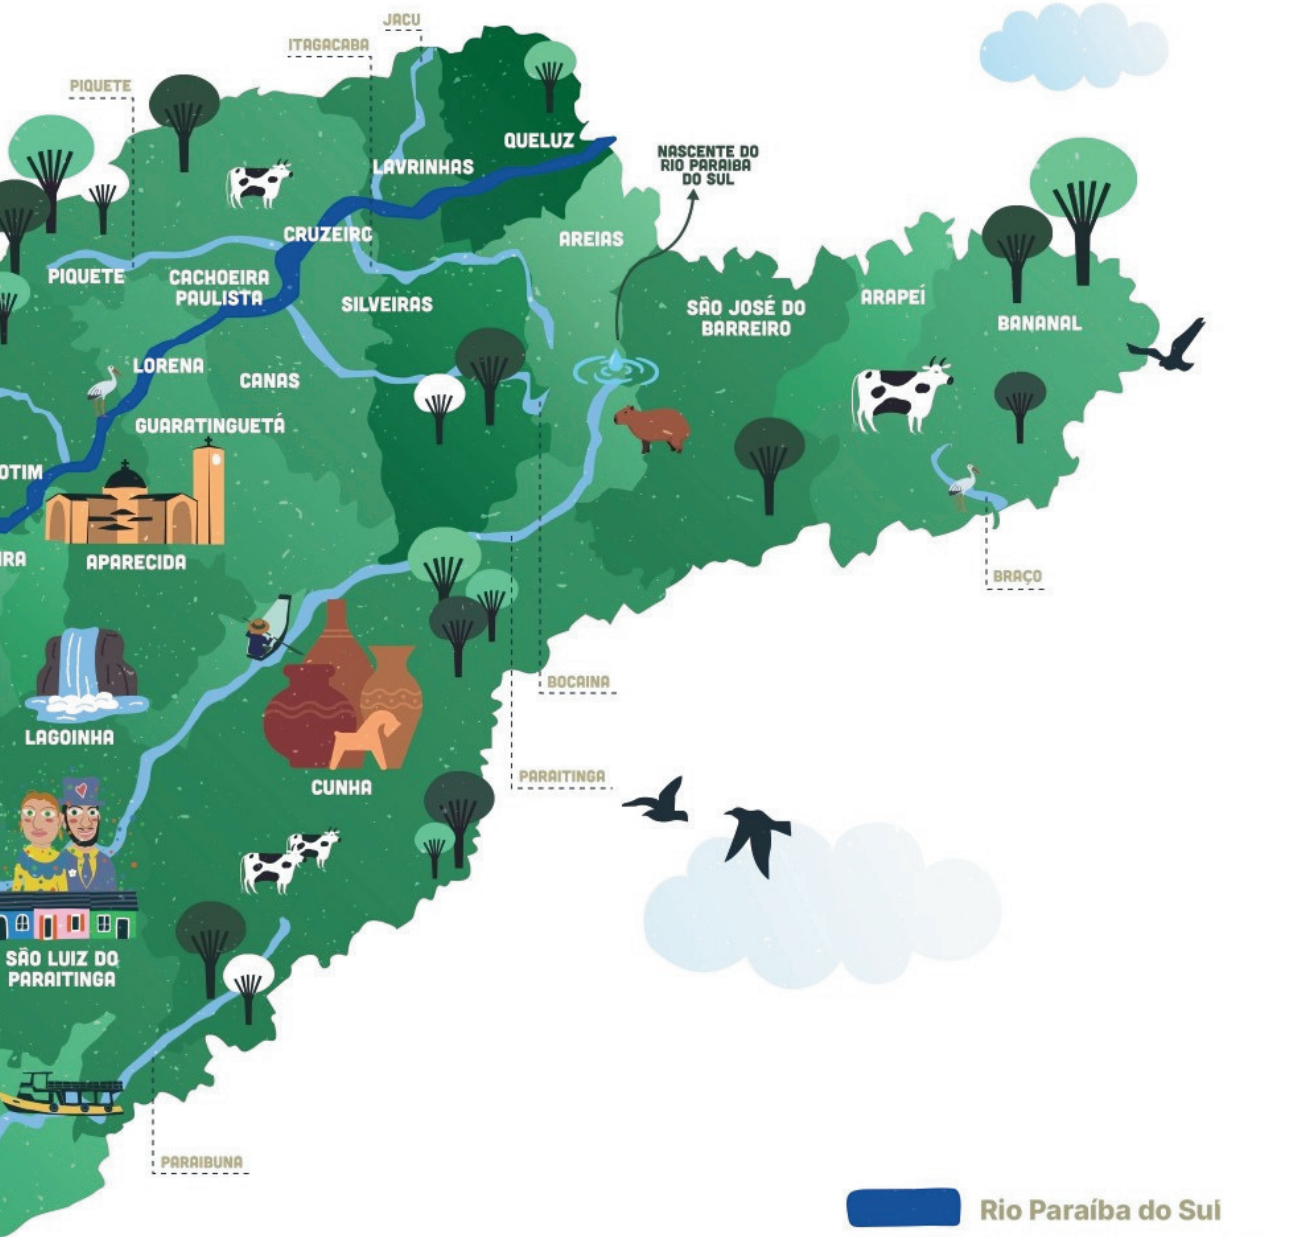 JACU
ITAGAÇABA
PIQUETE
QUELUZ
LAVRINHAS
NASCENTE DO
RIO PARAIBA
DO SUL
CRUZEIRO
AREIAS
PIQUETE
CACHOEIRA
PAULISTA
SILVEIRAS
SÃO JOSÉ DO
BARREIRO
ARAPEÍ
BANANAL
LORENA
CANAS
GUARATINGUETÁ
OTIM
IRA
APARECIDA
BRAÇO
BOCAINA
LAGOINHA
PARAITINGA
CUNHA
SÃO LUIZ DO
PARAITINGA
PARAIBUNA
Rio Paraíba do Sul